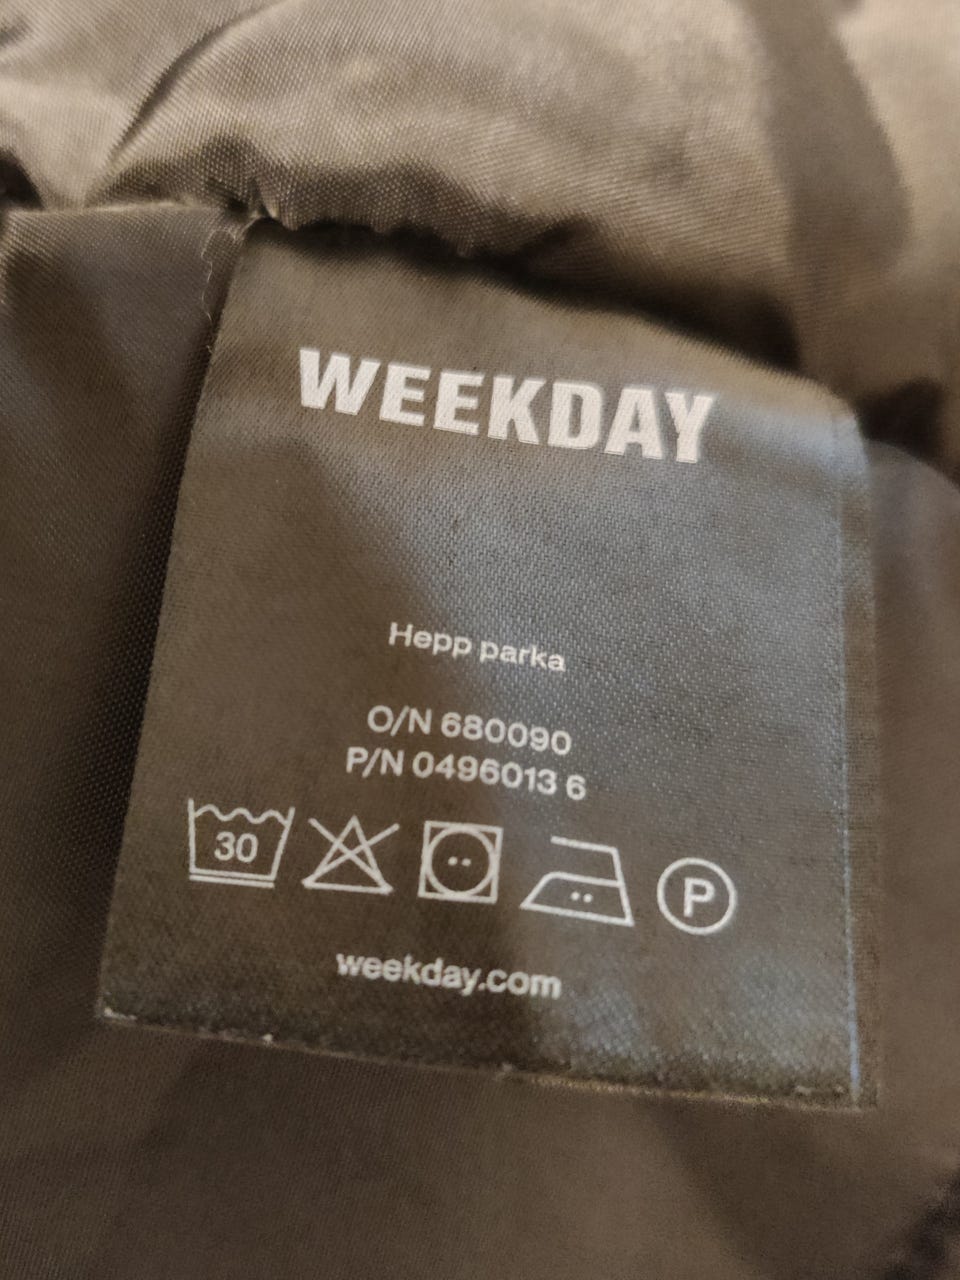 WEEKDAY
Hepp parka
O/N 680090
P/N 0496013 6
30
P
weekday.com